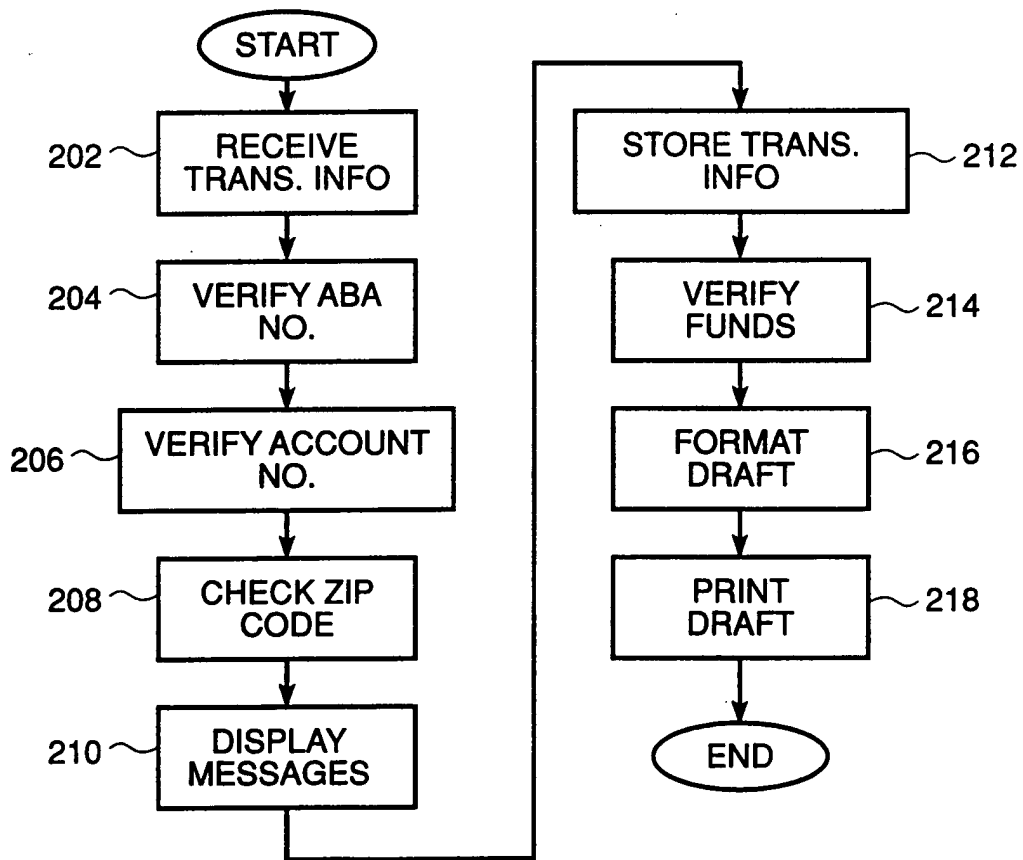 START
202
RECEIVE
TRANS. INFO
204
VERIFY ABA
NO.
206
VERIFY ACCOUNT
NO.
208
CHECK ZIP
CODE
210
DISPLAY
MESSAGES
STORE TRANS.
INFO
212
VERIFY
FUNDS
214
FORMAT
DRAFT
216
PRINT
DRAFT
218
END